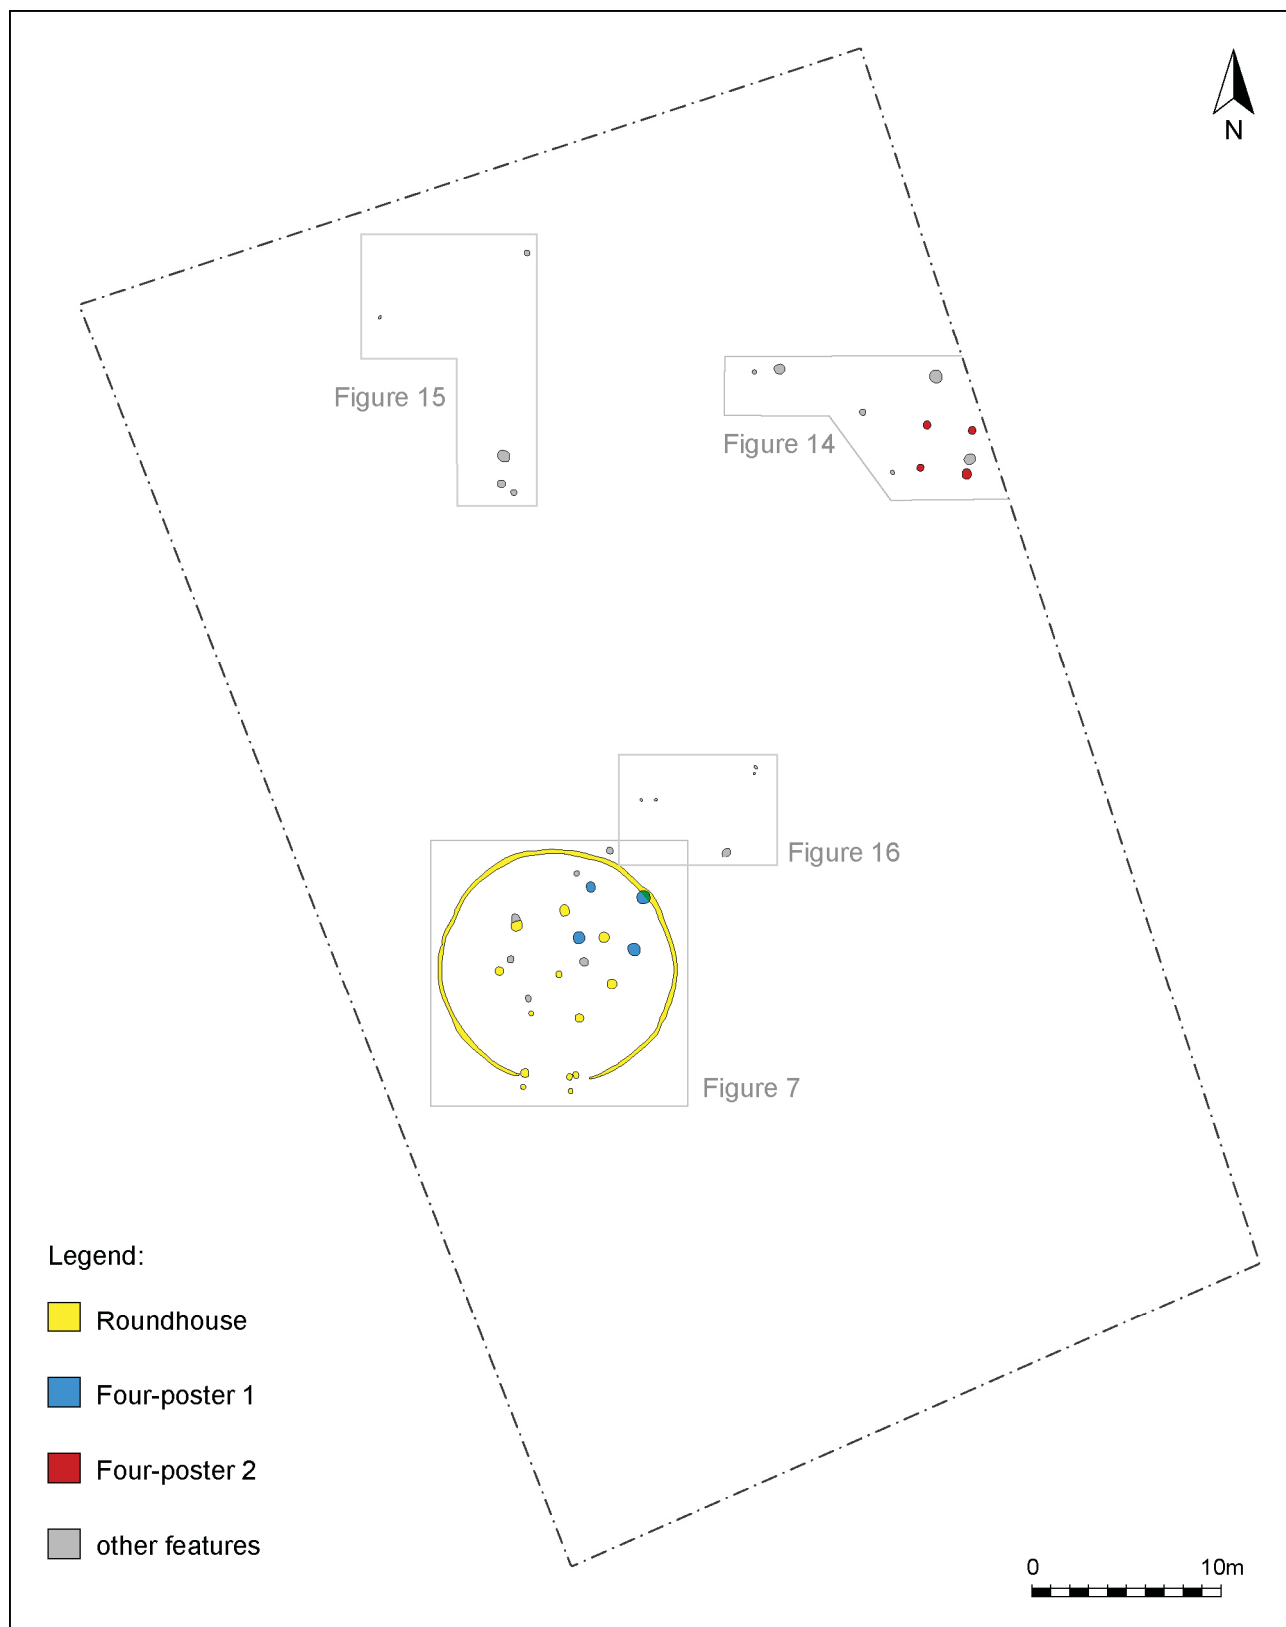 N
Figure 15
Figure 14
Figure 16
Figure 7
Legend:
Roundhouse
Four-poster 1
Four-poster 2
other features
0 10m